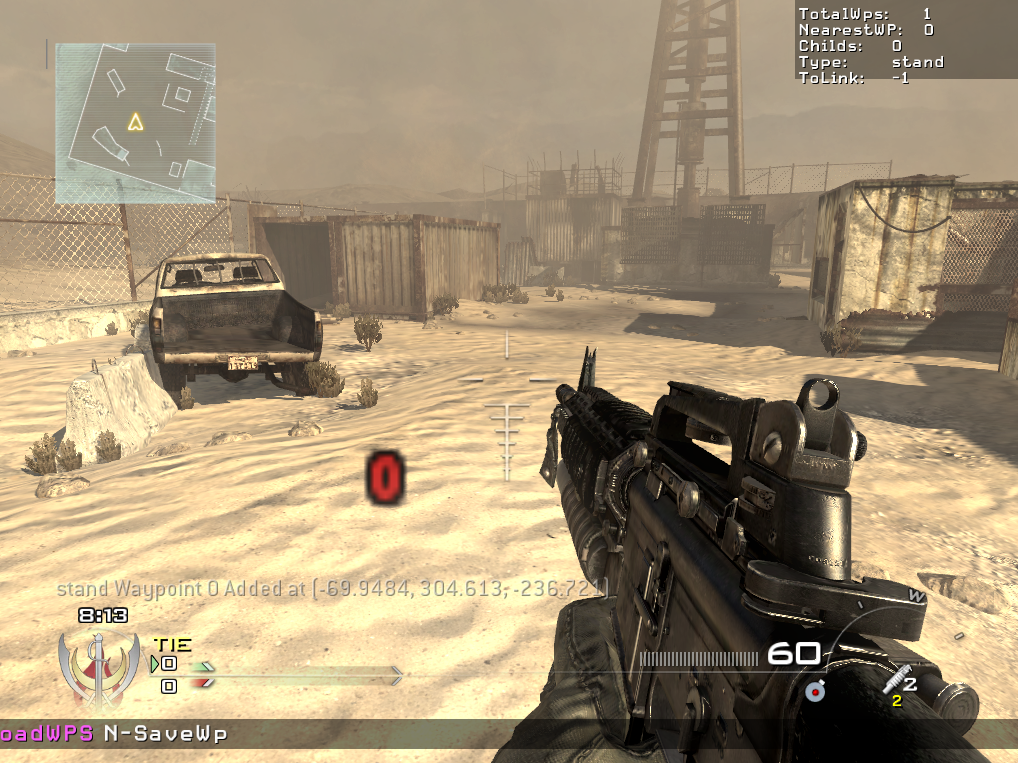 TotalWps: 1
NearestWP: 0
Childs: 0
Type: stand
ToLink: -1
0
stand Waypoint 0 Added at [-69.9484, 304.613, -236.721]
8:13
TIE
0
0
60
W
Z
2
oadWPS N-SaveWp